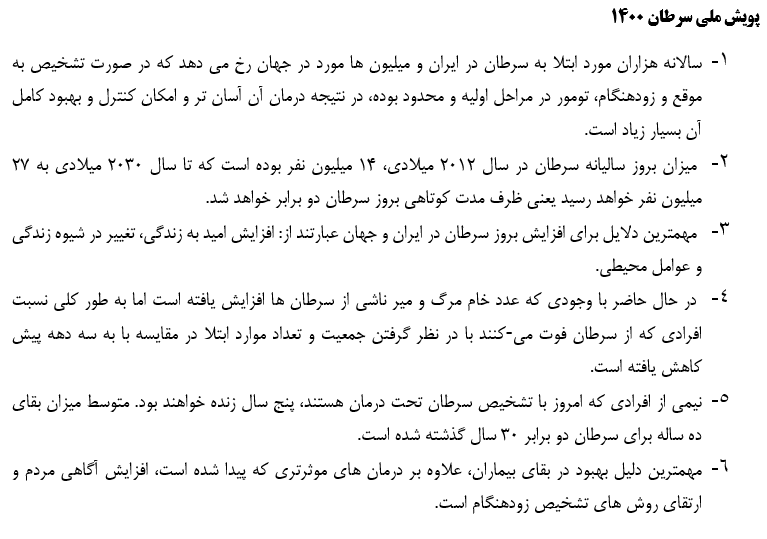 پویش ملی سرطان ۱۴۰۰
۱- سالانه هزاران مورد ابتلا به سرطان در ایران و میلیون ها مورد در جهان رخ می دهد که در صورت تشخیص به
موقع و زودهنگام، تومور در مراحل اولیه و محدود بوده، در نتیجه درمان آن آسان تر و امکان کنترل و بهبود کامل
آن بسیار زیاد است.
۲- میزان بروز سالیانه سرطان در سال ۲۰۱۲ میلادی، ۱۴ میلیون نفر بوده است که تا سال ۲۰۳۰ میلادی به ۲۷
میلیون نفر خواهد رسید یعنی ظرف مدت کوتاهی بروز سرطان دو برابر خواهد شد.
۳- مهمترین دلایل برای افزایش بروز سرطان در ایران و جهان عبارتند از: افزایش امید به زندگی، تغییر در شیوه زندگی
و عوامل محیطی.
۴- در حال حاضر با وجودی که عدد خام مرگ و میر ناشی از سرطان ها افزایش یافته است اما به طور کلی نسبت
افرادی که از سرطان فوت می-کنند با در نظر گرفتن جمعیت و تعداد موارد ابتلا در مقایسه با به سه دهه پیش
کاهش یافته است.
۵- نیمی از افرادی که امروز با تشخیص سرطان تحت درمان هستند، پنج سال زنده خواهند بود. متوسط میزان بقای
ده ساله برای سرطان دو برابر ۳۰ سال گذشته شده است.
۶- مهمترین دلیل بهبود در بقای بیماران، علاوه بر درمان های موثرتری که پیدا شده است، افزایش آگاهی مردم و
ارتقای روش های تشخیص زودهنگام است.